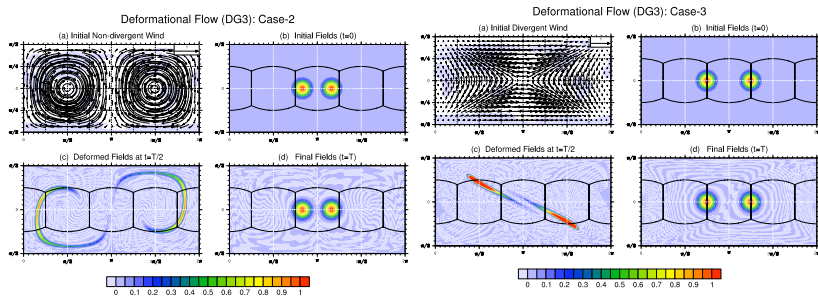 Deformational Flow (DG3): Case-2
(a) Initial Non-divergent Wind
(b) Initial Fields (t=0)
(c) Deformed Fields at t=T/2
(d) Final Fields (t=T)
0 0.1 0.2 0.3 0.4 0.5 0.6 0.7 0.8 0.9 1
Deformational Flow (DG3): Case-3
(a) Initial Divergent Wind
(b) Initial Fields (t=0)
(c) Deformed Fields at t=T/2
(d) Final Fields (t=T)
0 0.1 0.2 0.3 0.4 0.5 0.6 0.7 0.8 0.9 1